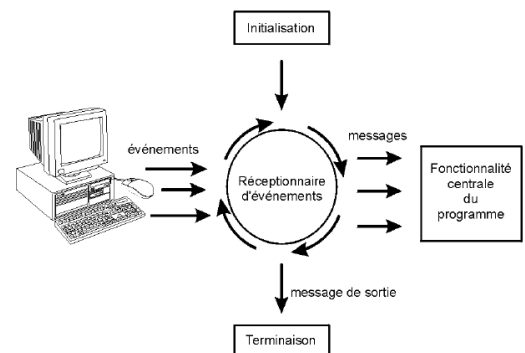 Initialisation
événements
messages
Réceptionnaire
d'événements
Fonctionnalité
centrale
du
programme
message de sortie
Terminaison